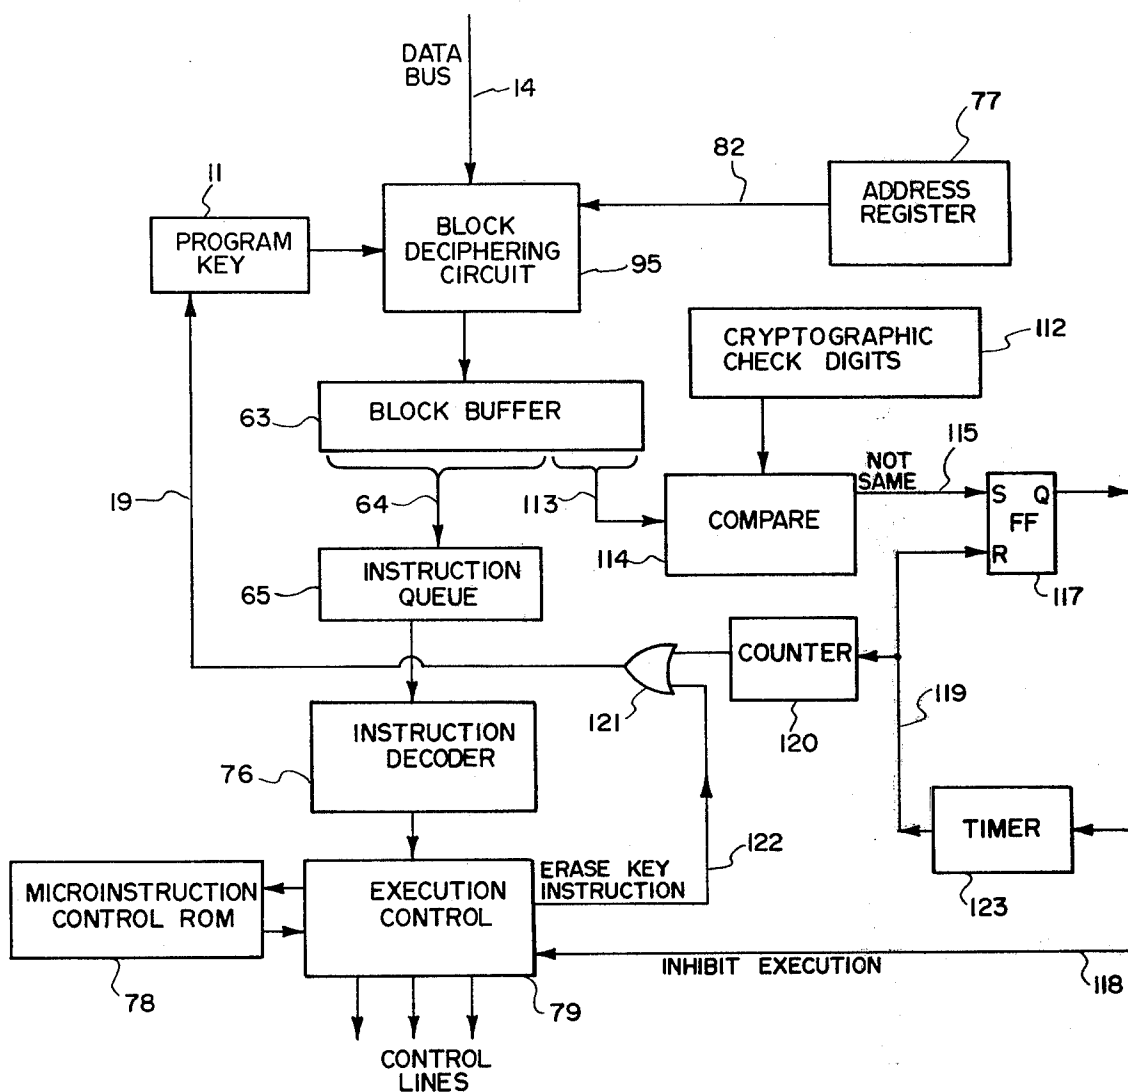 DATA
BUS
14
77
11
82
ADDRESS
REGISTER
PROGRAM
KEY
BLOCK
DECIPHERING
CIRCUIT
95
CRYPTOGRAPHIC
CHECK DIGITS
112
63
BLOCK BUFFER
115
NOT
SAME
19
64
113
S Q
FF
R
COMPARE
114
117
INSTRUCTION
QUEUE
65
COUNTER
121
120
119
INSTRUCTION
DECODER
76
TIMER
123
122
ERASE KEY
INSTRUCTION
MICROINSTRUCTION
CONTROL ROM
EXECUTION
CONTROL
INHIBIT EXECUTION
118
78
79
CONTROL
LINES